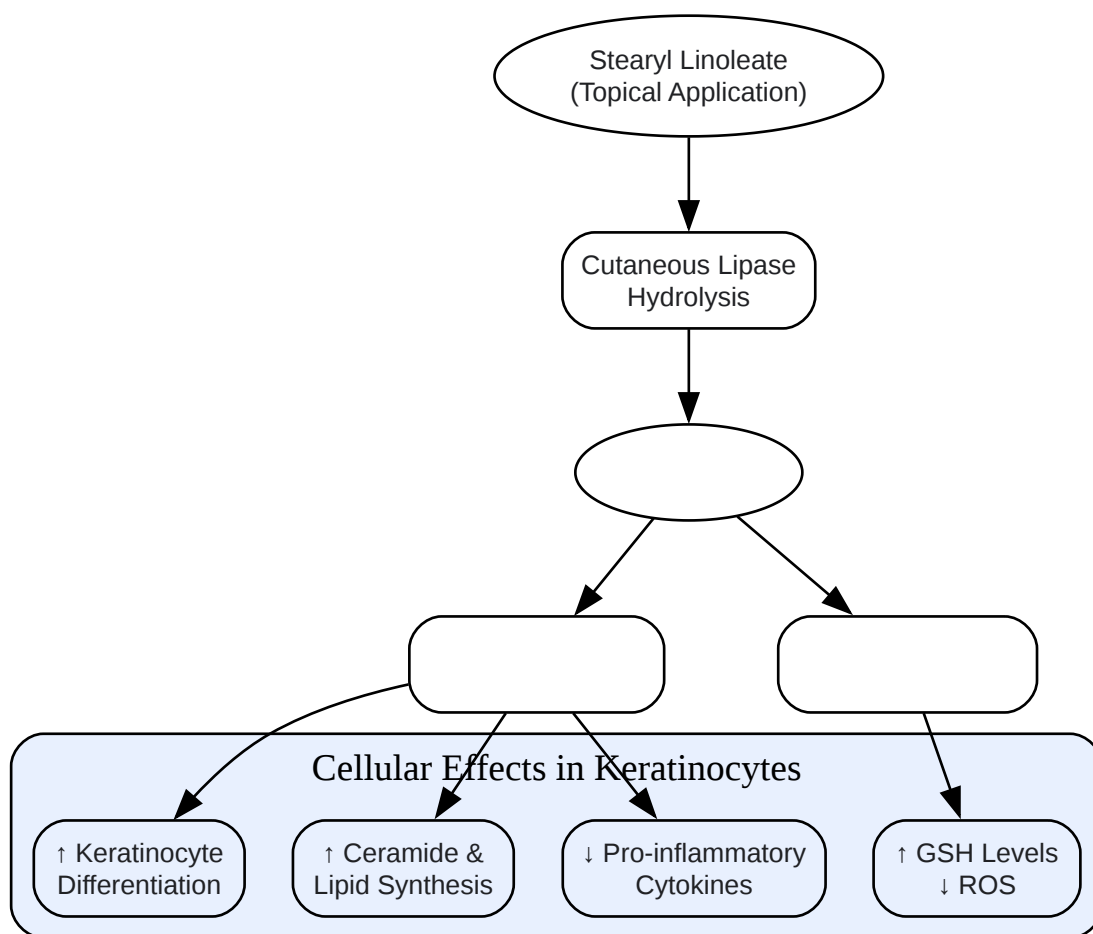 Stearyl Linoleate
(Topical Application)
Cutaneous Lipase
Hydrolysis
Cellular Effects in Keratinocytes
↑ Keratinocyte
Differentiation
↑ Ceramide &
Lipid Synthesis
↓ Pro-inflammatory
Cytokines
↑ GSH Levels
↓ ROS